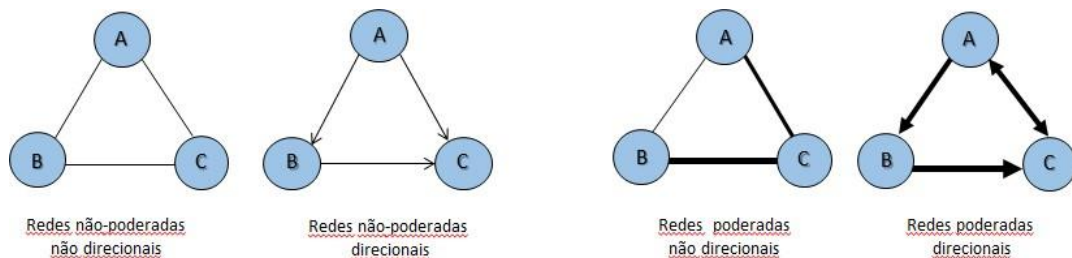 A
B
C
Redes não-poderadas
não direcionais
A
B
C
Redes não-poderadas
direcionais
A
B
C
Redes poderadas
não direcionais
A
B
C
Redes poderadas
direcionais